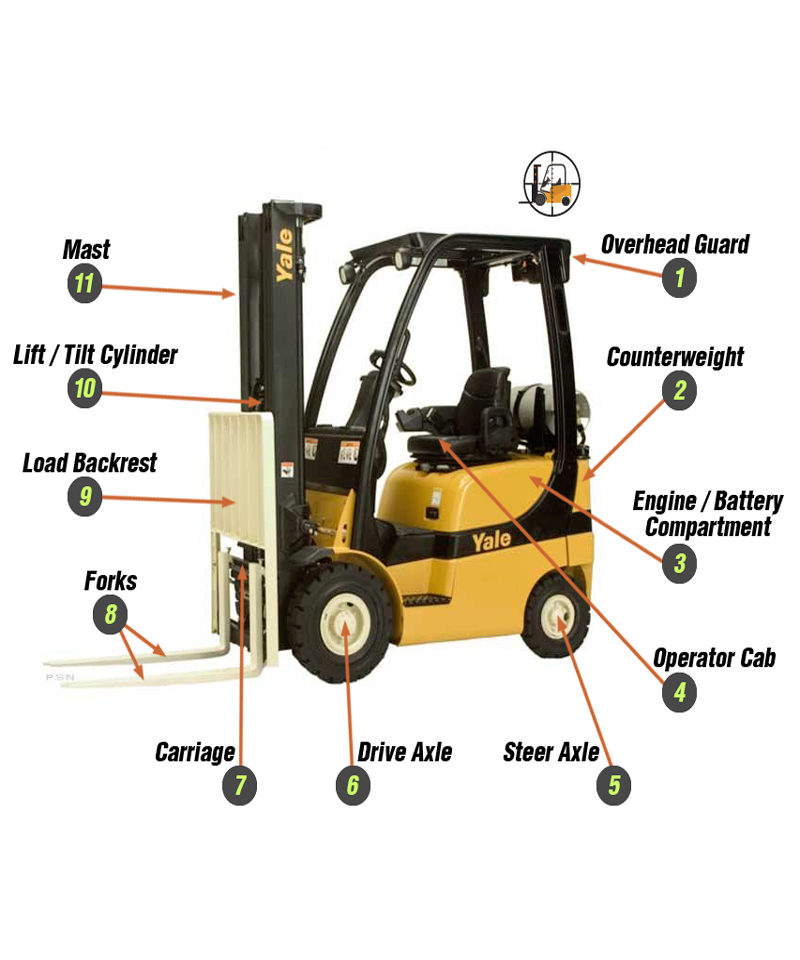 Mast
11
Overhead Guard
1
Yale
Lift / Tilt Cylinder
10
Counterweight
2
Load Backrest
9
Engine / Battery
Compartment
3
Yale
Forks
8
Operator Cab
4
PSN
Carriage
7
Drive Axle
6
Steer Axle
5